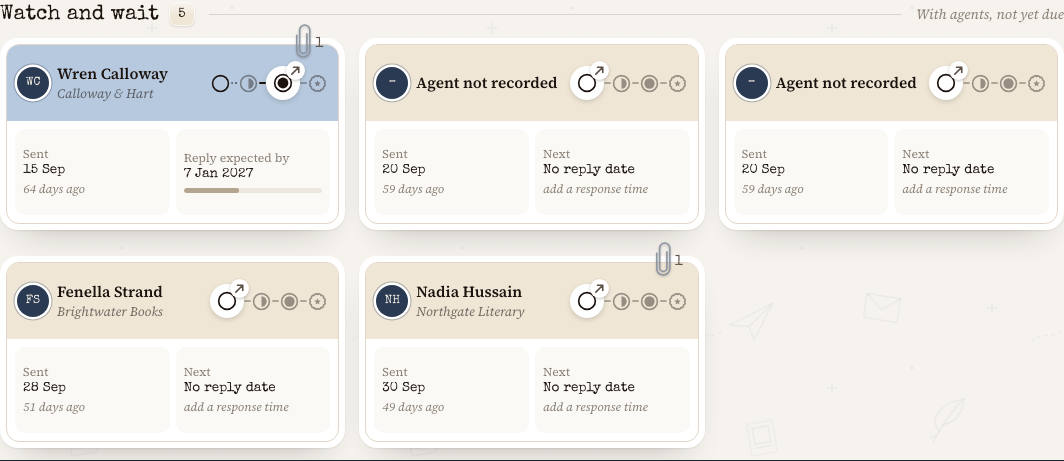 Watch and wait 5
With agents, not yet due
1
WC
Wren Calloway
Calloway & Hart
Sent
15 Sep
64 days ago
Reply expected by
7 Jan 2027
–
Agent not recorded
Sent
20 Sep
59 days ago
Next
No reply date
add a response time
–
Agent not recorded
Sent
20 Sep
59 days ago
Next
No reply date
add a response time
FS
Fenella Strand
Brightwater Books
Sent
28 Sep
51 days ago
Next
No reply date
add a response time
1
NH
Nadia Hussain
Northgate Literary
Sent
30 Sep
49 days ago
Next
No reply date
add a response time